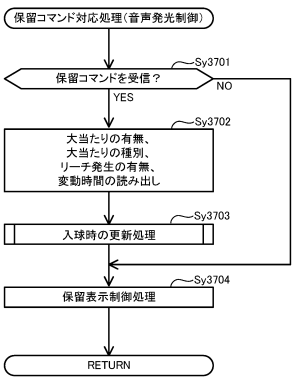 保留コマンド対応処理(音声発光制御)
Sy3701
保留コマンドを受信?
NO
YES
Sy3702
大当たりの有無、
大当たりの種別、
リーチ発生の有無、
変動時間の読み出し
Sy3703
入球時の更新処理
Sy3704
保留表示制御処理
RETURN